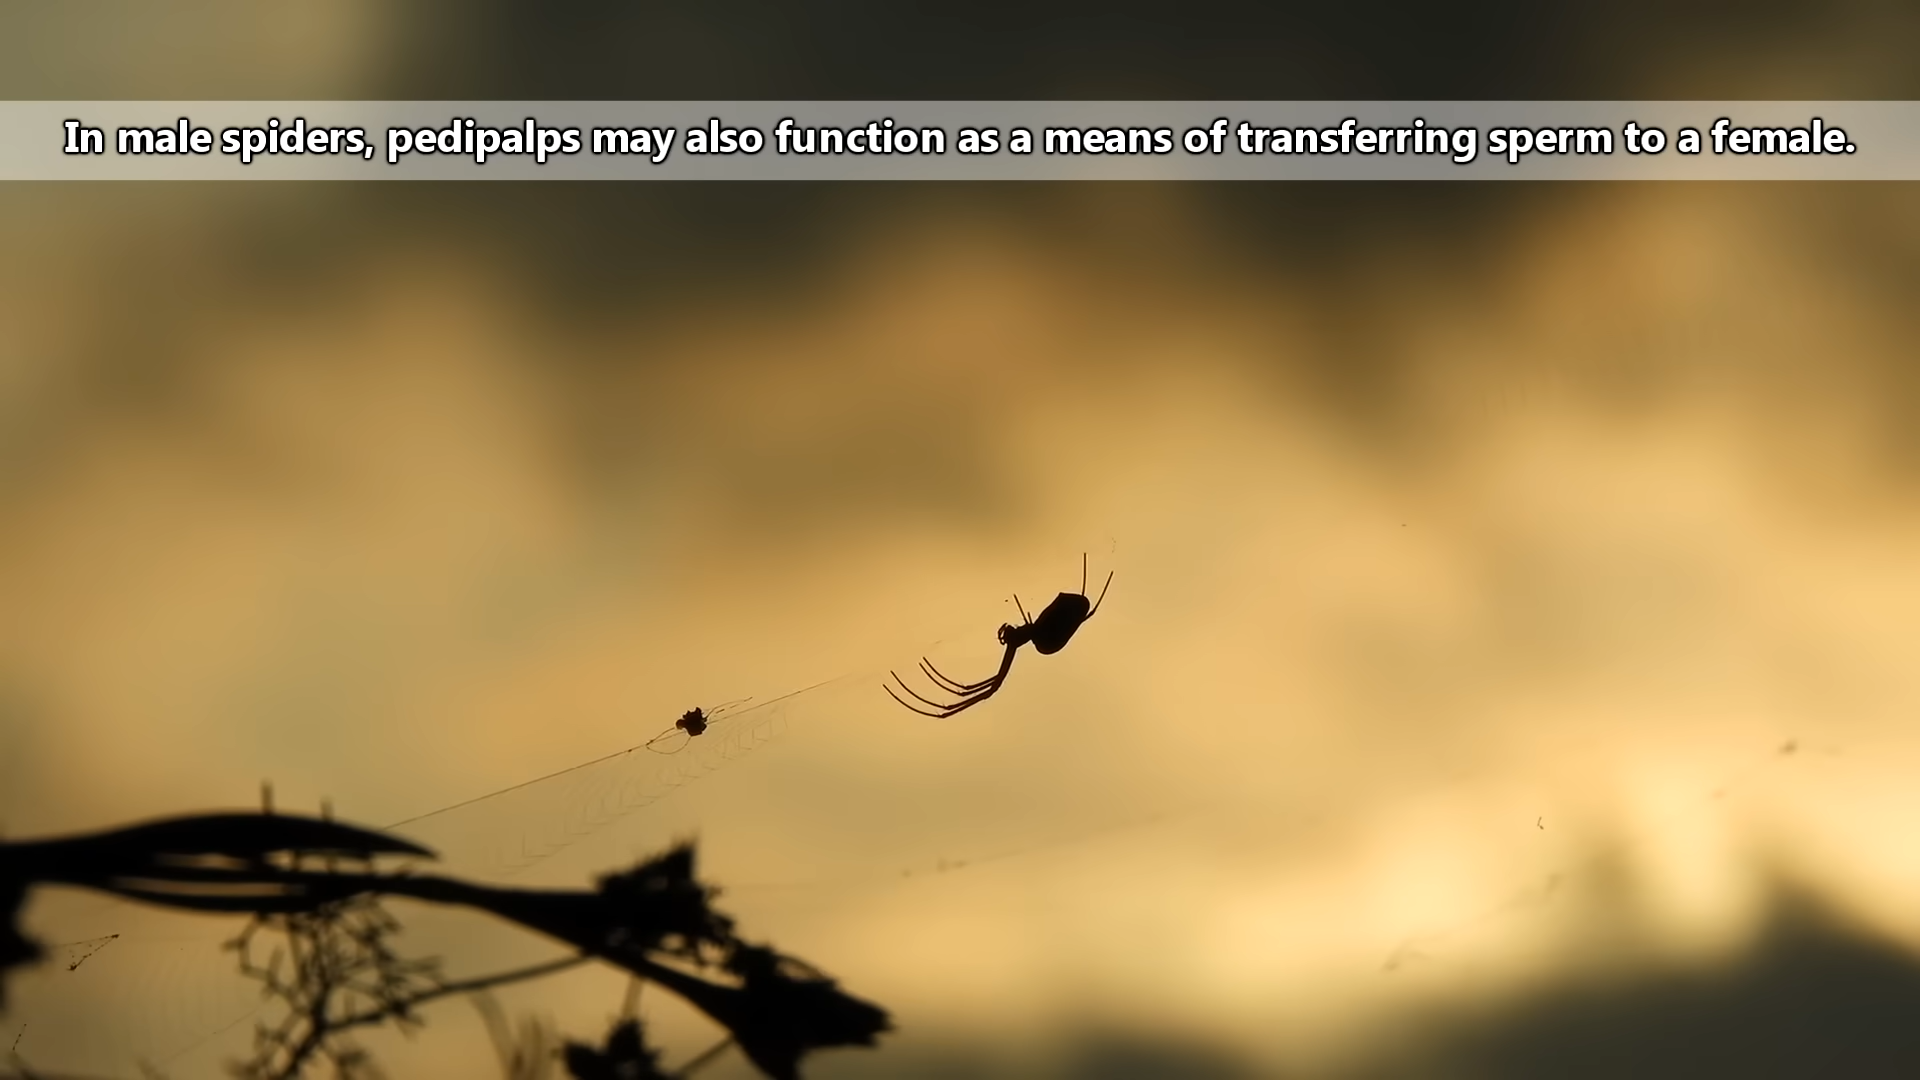 In male spiders, pedipalps may also function as a means of transferring sperm to a female.